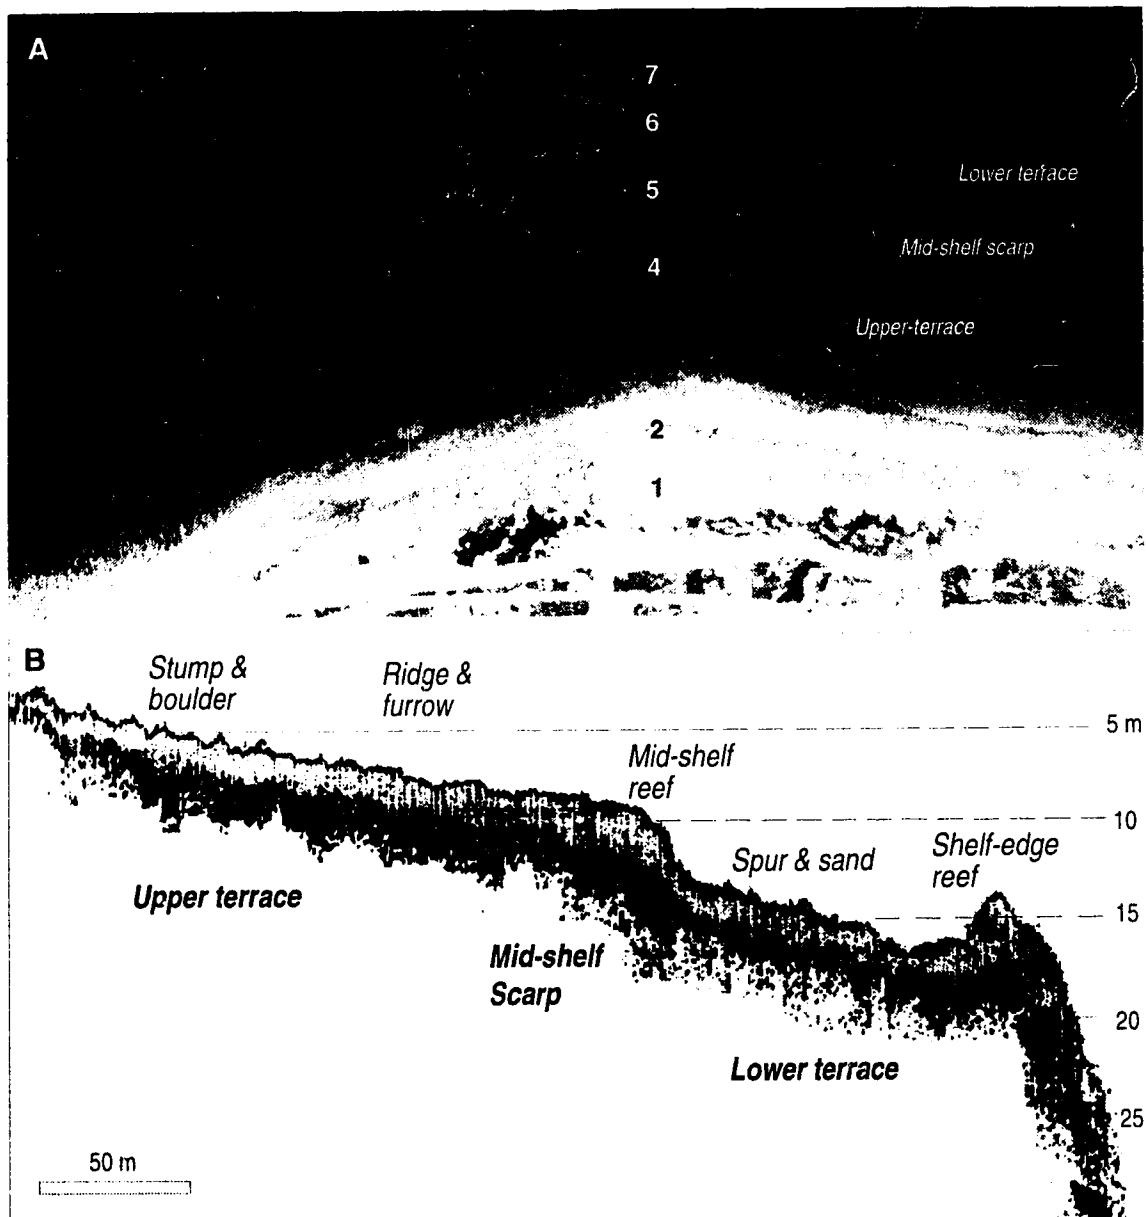 A
7
6
5
Lower terrace
Mid-shelf scarp
4
Upper-terrace
2
1
B
Stump &
boulder
Ridge &
furrow
5 m
Mid-shelf
reef
10
Spur & sand
Shelf-edge
reef
15
Upper terrace
Mid-shelf
Scarp
20
Lower terrace
25
50 m